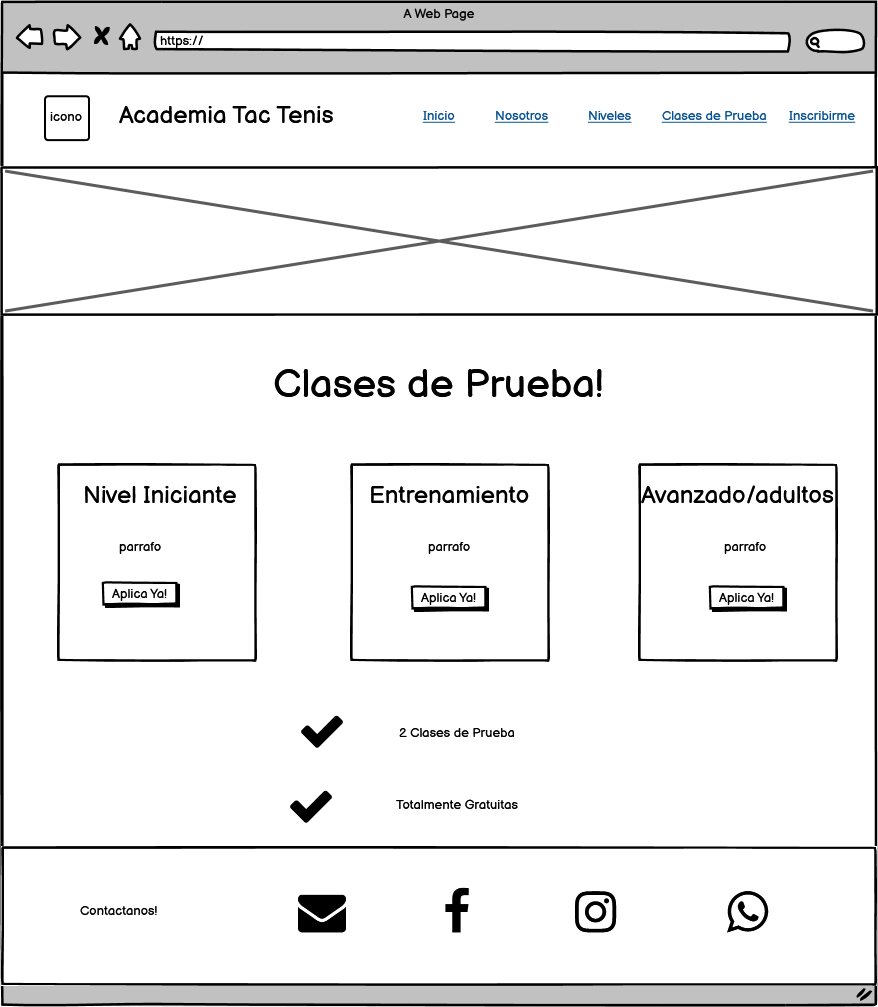 A Web Page
https://
icono
Academia Tac Tenis
Inicio
Nosotros
Niveles
Clases de Prueba
Inscribirme
Clases de Prueba!
Nivel Iniciante
parrafo
Aplica Ya!
Entrenamiento
parrafo
Aplica Ya!
Avanzado/adultos
parrafo
Aplica Ya!
2 Clases de Prueba
Totalmente Gratuitas
Contactanos!